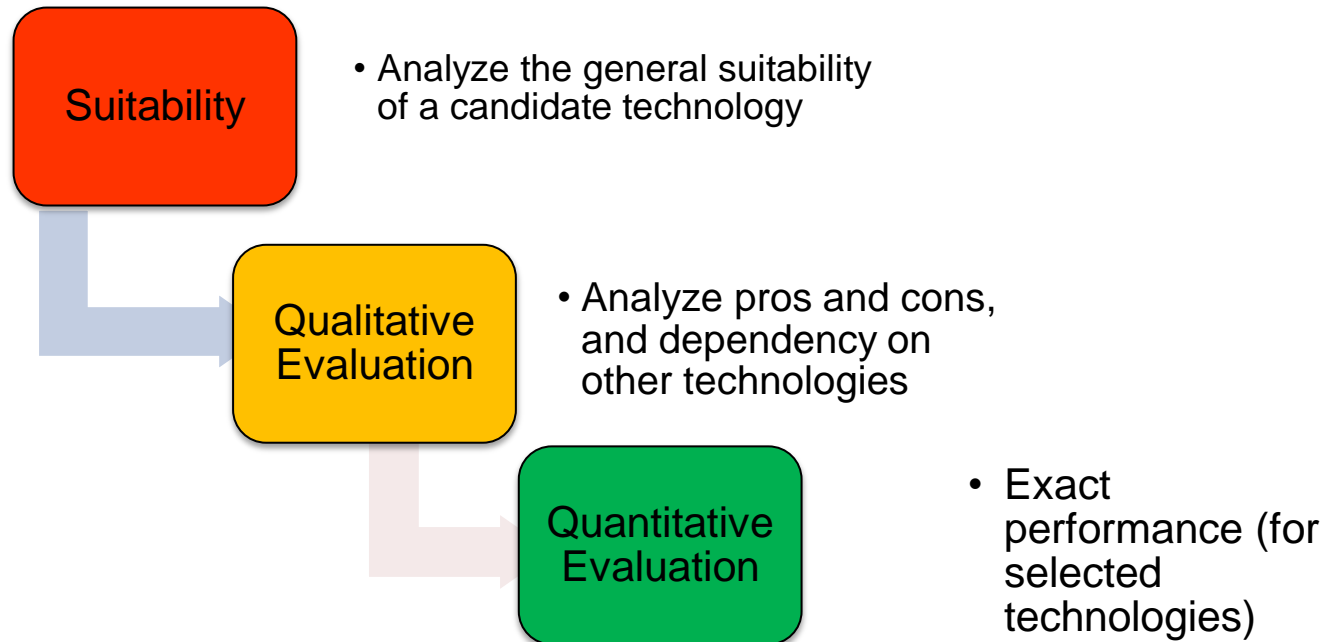 Suitability
• Analyze the general suitability
of a candidate technology
Qualitative
Evaluation
• Analyze pros and cons,
and dependency on
other technologies
Quantitative
Evaluation
• Exact
performance (for
selected
technologies)